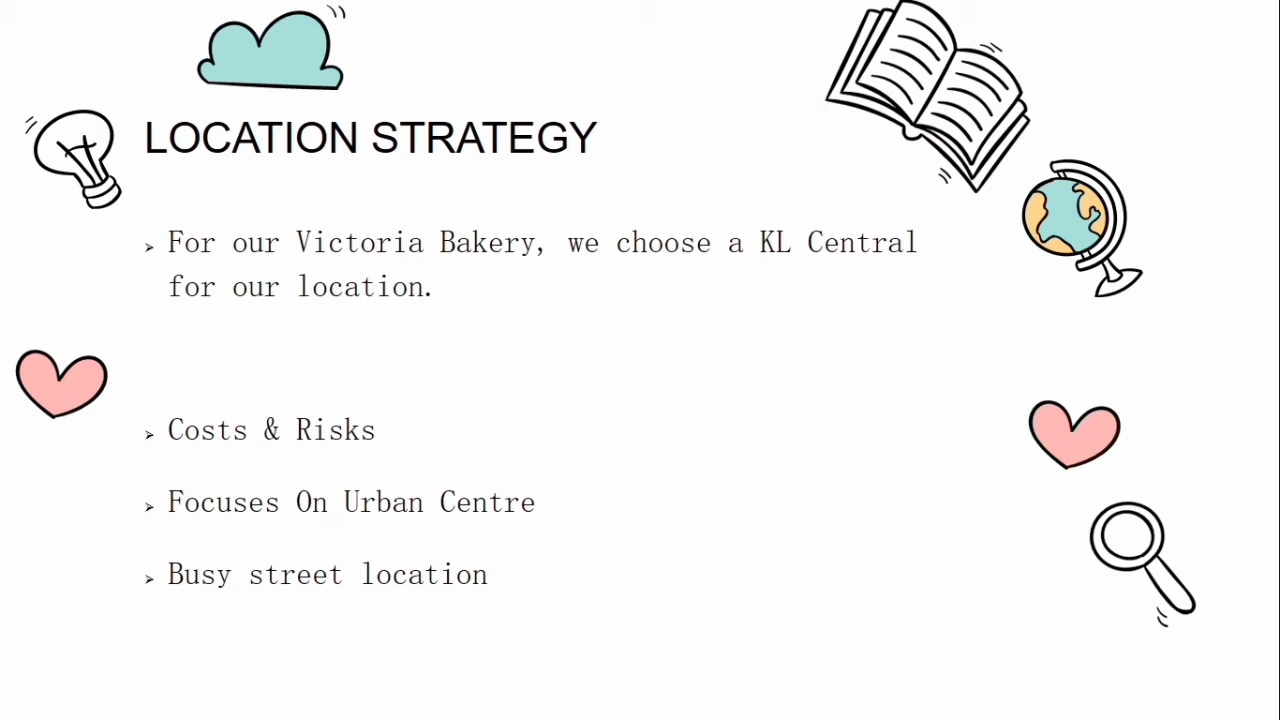 LOCATION STRATEGY
For our Victoria Bakery, we choose a KL Central
for our location.
Costs & Risks
Focuses On Urban Centre
Busy street location